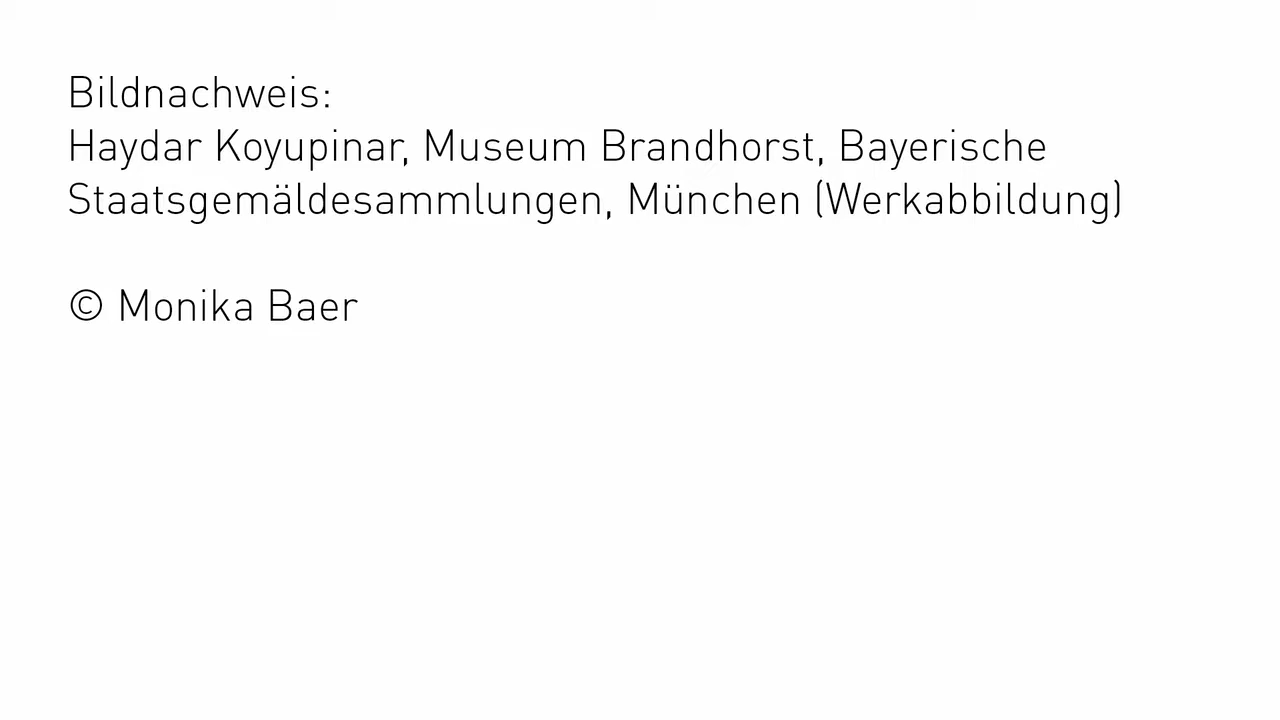 Bildnachweis:
Haydar Koyupinar, Museum Brandhorst, Bayerische
Staatsgemäldesammlungen, München (Werkabbildung)
© Monika Baer